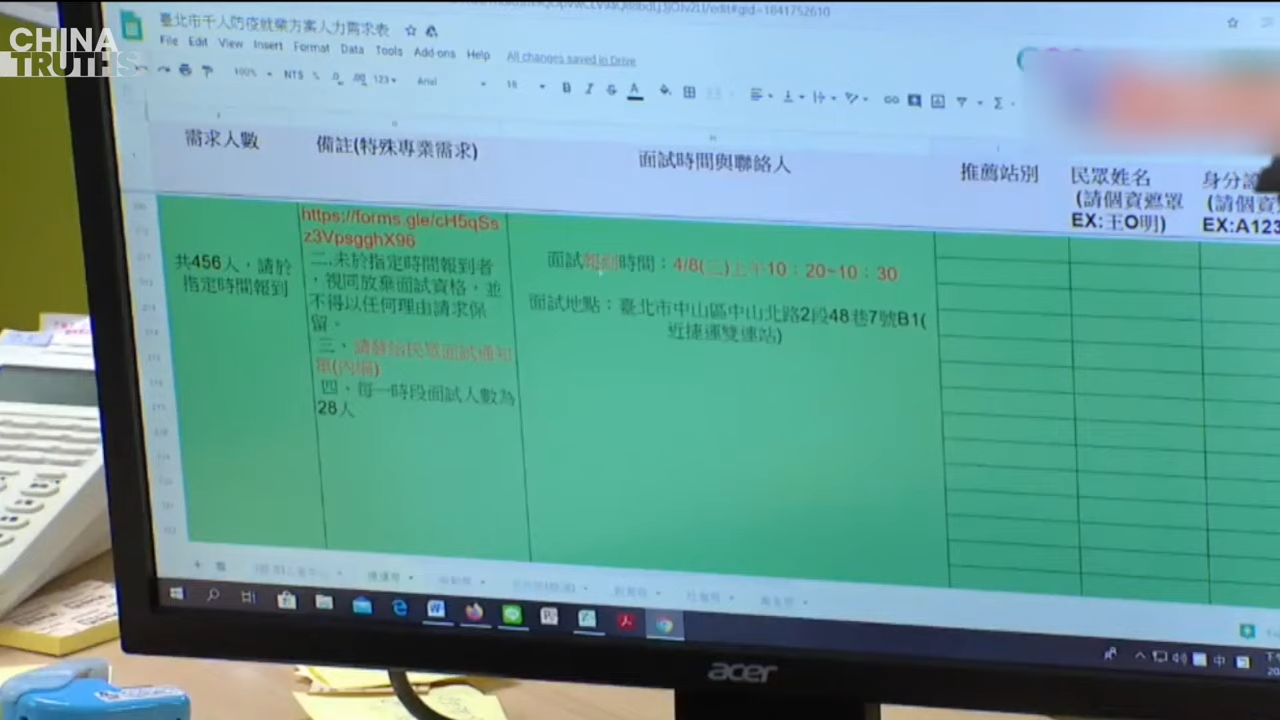 CHINA
TRUTHS
臺北市千人防疫就業方案人力需求表
File Edit View Insert Format Data Tools Add-ons Help All changes saved in Drive
100% NT$ % .0 .00 123 Arial 18 B I S A
需求人數
備註(特殊專業需求)
面試時間與聯絡人
推薦站別
民眾姓名
(請個資遮罩
EX:王O明)
身分證
(請個資
EX:A123
共456人，請於
指定時間報到
https://forms.gle/cH5qSs
z3VpsgghX96
二.未於指定時間報到者
，視同放棄面試資格，並
不得以任何理由請求保
留。
三、請發給民眾面試通知
單(內備)
四、每一時段面試人數為
28人
面試報到時間：4/8(三)上午10：20~10：30
面試地點：臺北市中山區中山北路2段48巷7號B1(
近捷運雙連站)
中
acer